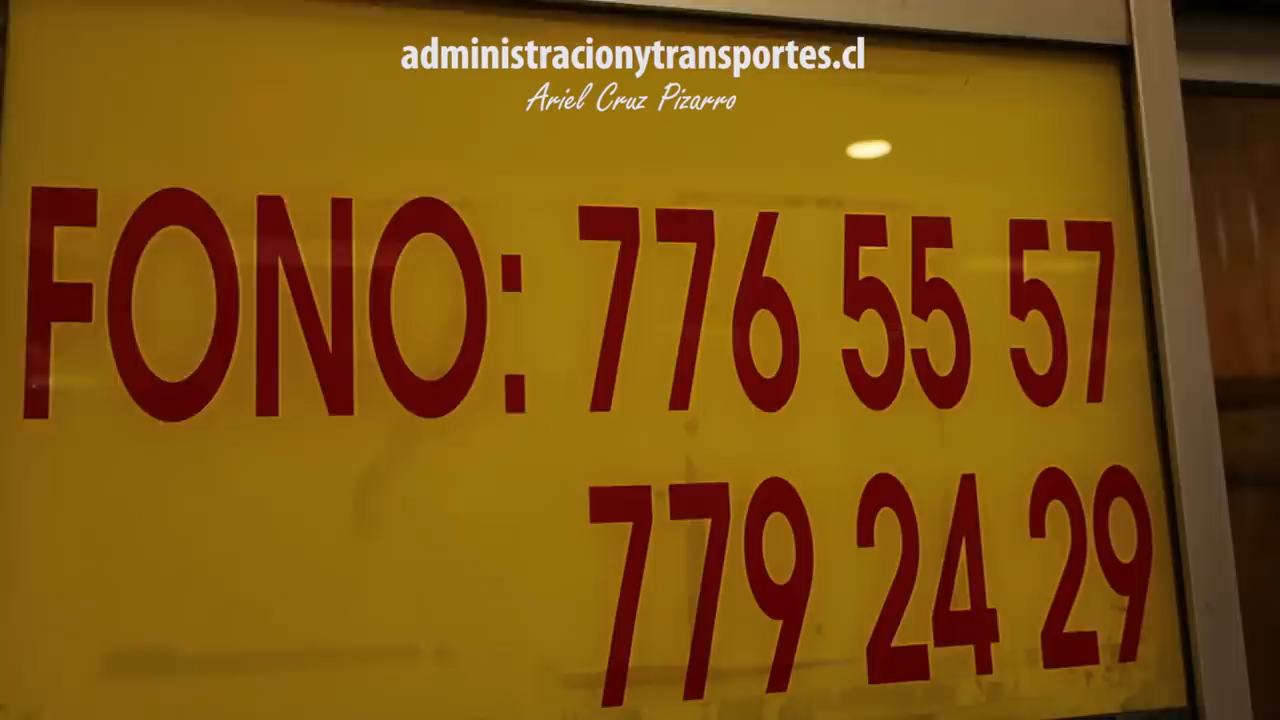 administracionytransportes.cl
Ariel Cruz Pizarro
FONO: 776 55 57
779 24 29